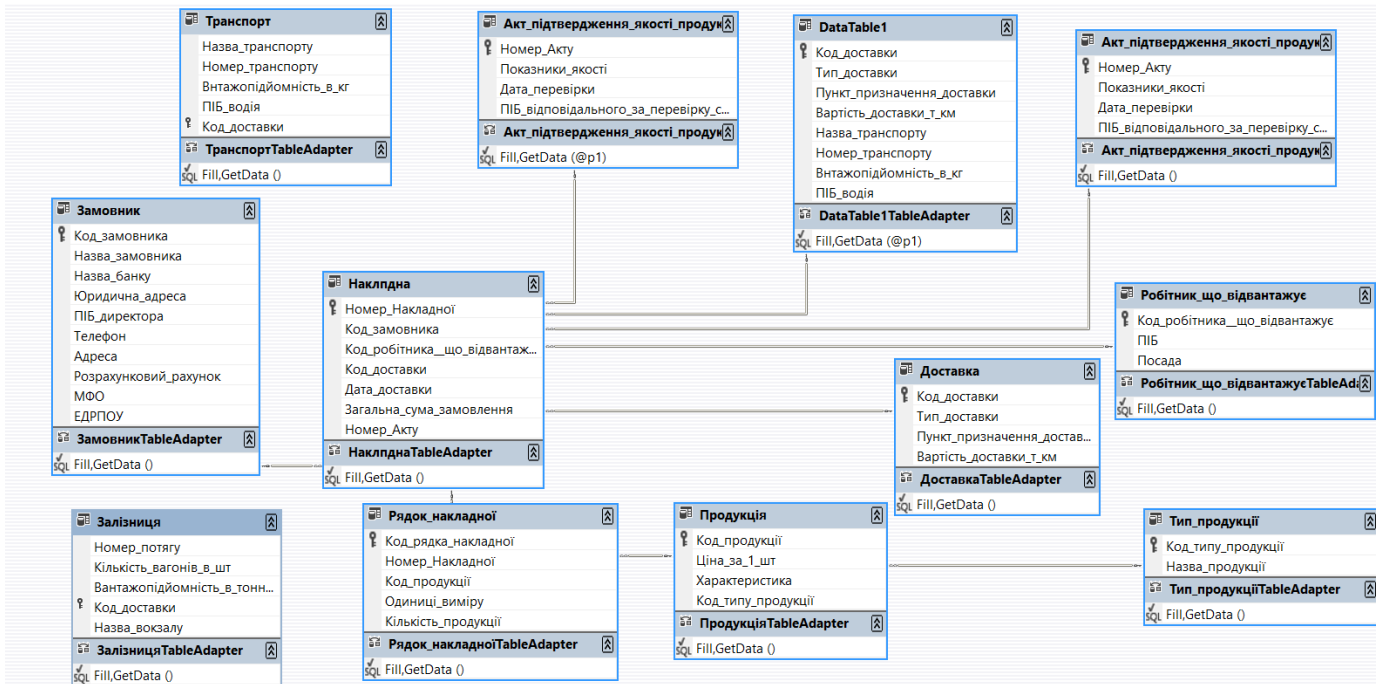 Транспорт
Назва_транспорту
Номер_транспорту
Внтажопідйомність_в_кг
ПІБ_водія
Код_доставки
ТранспортTableAdapter
Fill,GetData ()
Акт_підтвердження_якості_продук
Номер_Акту
Показники_якості
Дата_перевірки
ПІБ_відповідального_за_перевірку_с...
Акт_підтвердження_якості_продук
Fill,GetData (@p1)
DataTable1
Код_доставки
Тип_доставки
Пункт_призначення_доставки
Вартість_доставки_т_км
Назва_транспорту
Номер_транспорту
Внтажопідйомність_в_кг
ПІБ_водія
DataTable1TableAdapter
Fill,GetData (@p1)
Акт_підтвердження_якості_продук
Номер_Акту
Показники_якості
Дата_перевірки
ПІБ_відповідального_за_перевірку_с...
Акт_підтвердження_якості_продук
Fill,GetData ()
Замовник
Код_замовника
Назва_замовника
Назва_банку
Юридична_адреса
ПІБ_директора
Телефон
Адреса
Розрахунковий_рахунок
МФО
ЕДРПОУ
ЗамовникTableAdapter
Fill,GetData ()
Наклпдна
Номер_Накладної
Код_замовника
Код_робітника__що_відвантаж...
Код_доставки
Дата_доставки
Загальна_сума_замовлення
Номер_Акту
НаклпднаTableAdapter
Fill,GetData ()
Робітник_що_відвантажує
Код_робітника__що_відвантажує
ПІБ
Посада
Робітник_що_відвантажуєTableAda
Fill,GetData ()
Доставка
Код_доставки
Тип_доставки
Пункт_призначення_достав...
Вартість_доставки_т_км
ДоставкаTableAdapter
Fill,GetData ()
Залізниця
Номер_потягу
Кількість_вагонів_в_шт
Вантажопідйомність_в_тонн...
Код_доставки
Назва_вокзалу
ЗалізницяTableAdapter
Fill,GetData ()
Рядок_накладної
Код_рядка_накладної
Номер_Накладної
Код_продукції
Одиниці_виміру
Кількість_продукції
Рядок_накладноїTableAdapter
Fill,GetData ()
Продукція
Код_продукції
Ціна_за_1_шт
Характеристика
Код_типу_продукції
ПродукціяTableAdapter
Fill,GetData ()
Тип_продукції
Код_типу_продукції
Назва_продукції
Тип_продукціїTableAdapter
Fill,GetData ()